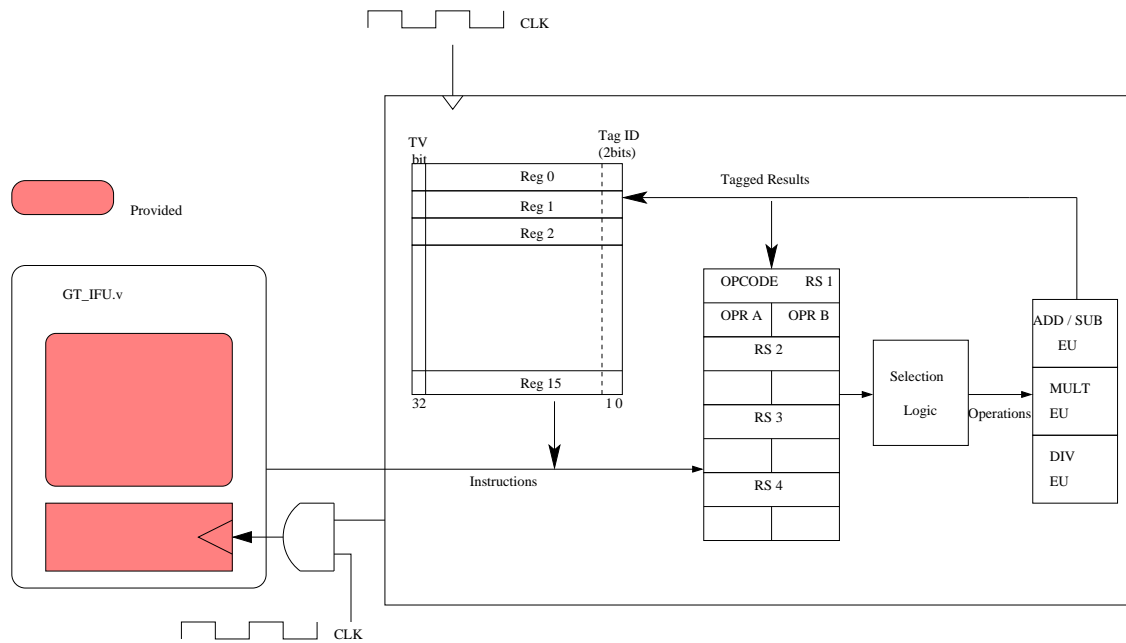 CLK
TV
bit
Tag ID
(2bits)
Reg 0
Reg 1
Reg 2
Reg 15
32
1 0
Tagged Results
Provided
GT_IFU.v
OPCODE RS 1
OPR A OPR B
RS 2
RS 3
RS 4
Selection
Logic
Operations
ADD / SUB
EU
MULT
EU
DIV
EU
Instructions
CLK